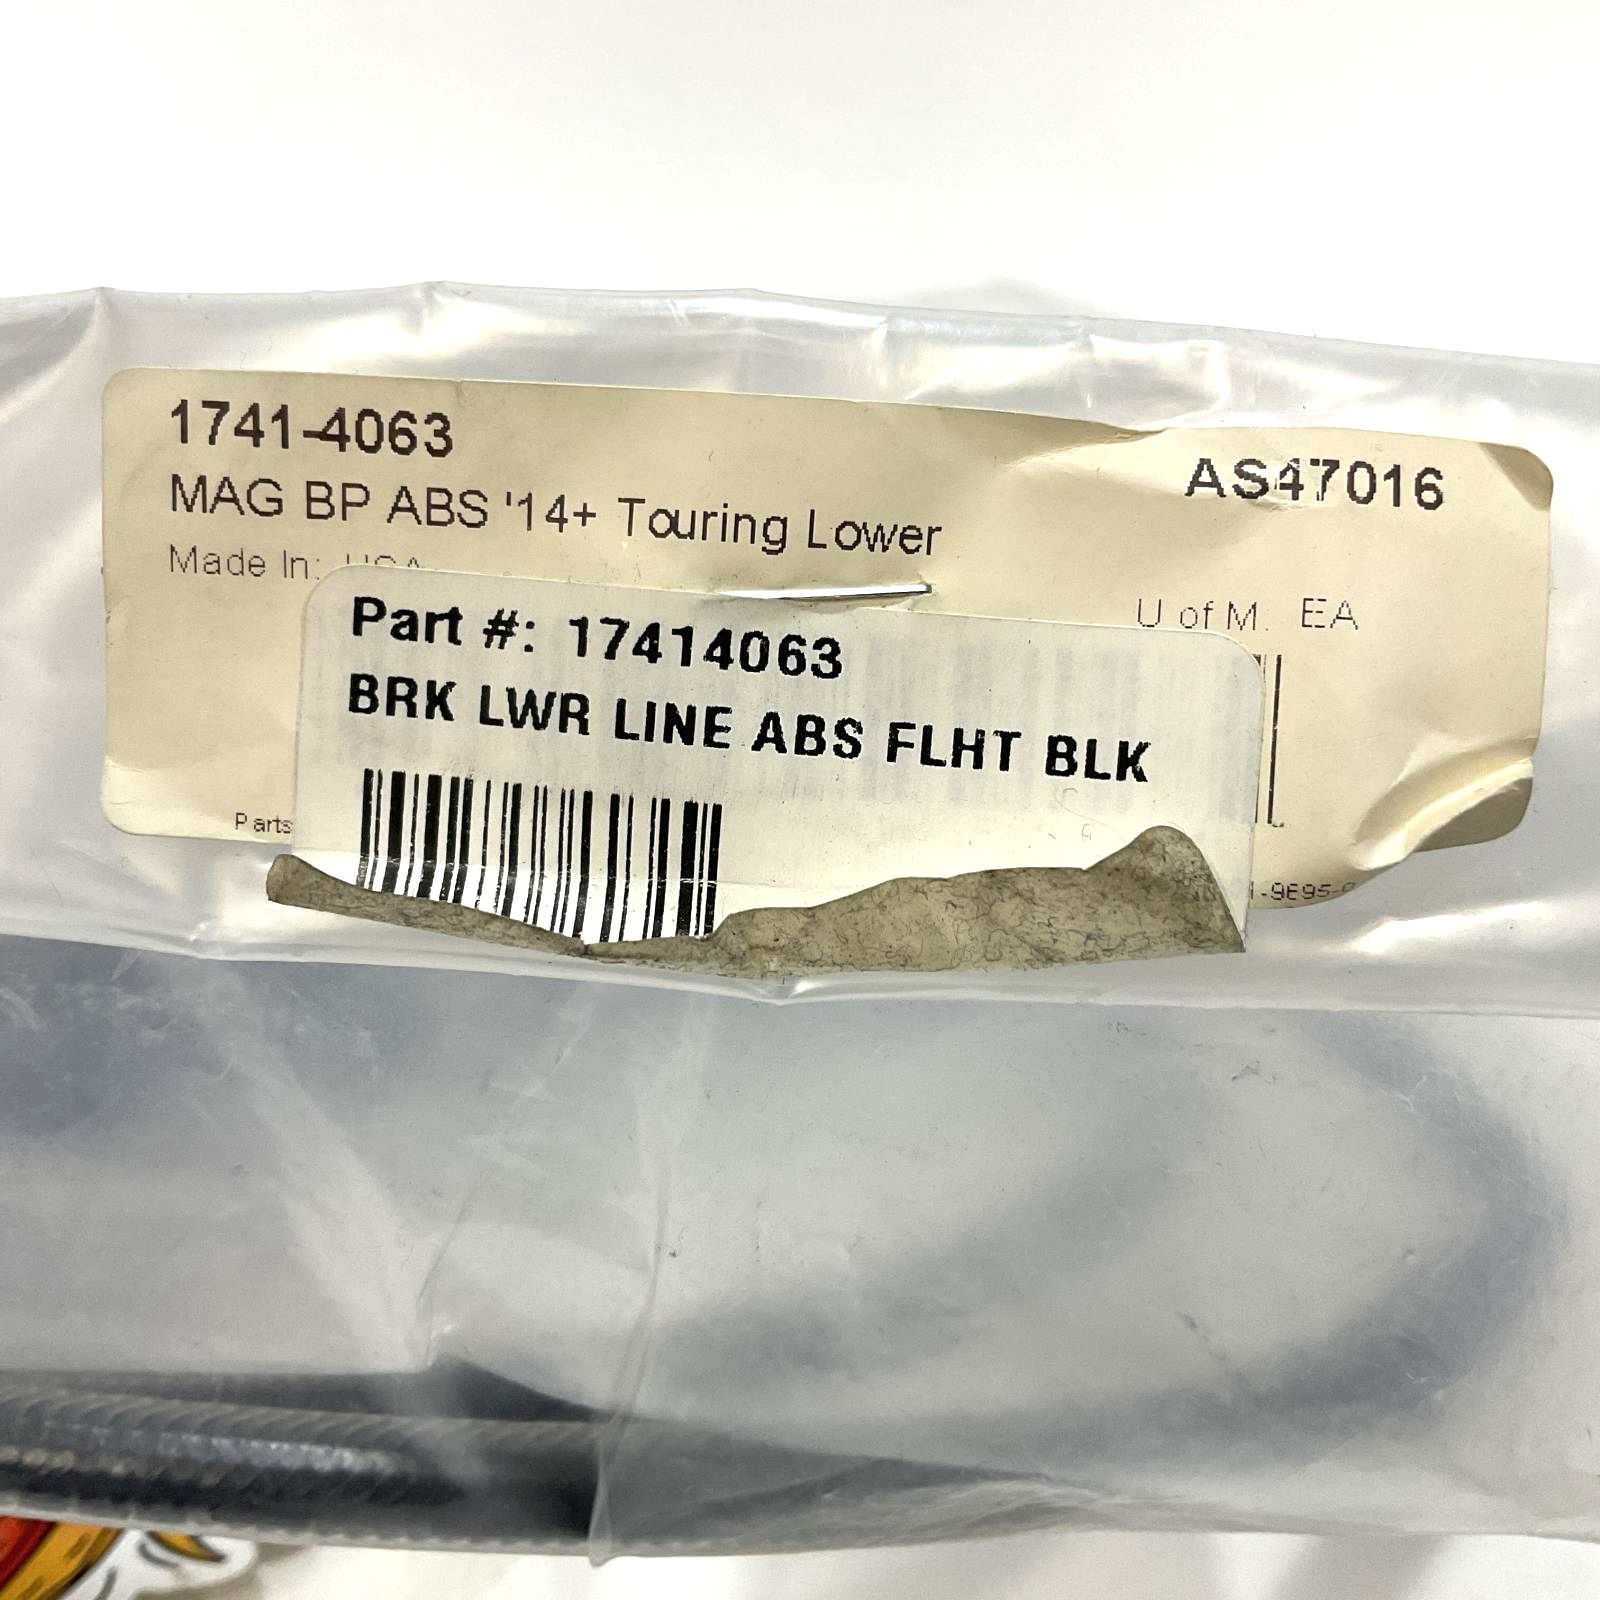 1741-4063
AS47016
MAG BP ABS '14+ Touring Lower
Made In: USA
U of M. EA
Part #: 17414063
BRK LWR LINE ABS FLHT BLK
Parts